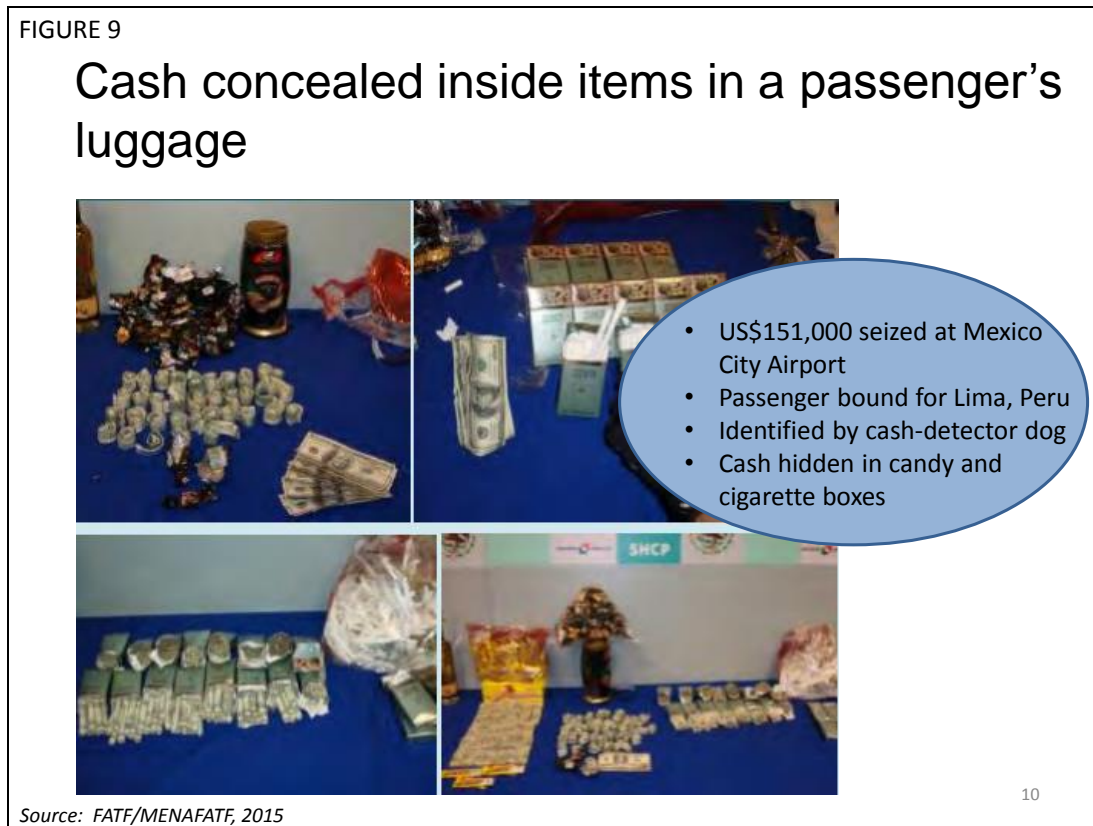 FIGURE 9
Cash concealed inside items in a passenger’s
luggage
• US$151,000 seized at Mexico
City Airport
• Passenger bound for Lima, Peru
• Identified by cash-detector dog
• Cash hidden in candy and
cigarette boxes
SHCP
10
Source: FATF/MENAFATF, 2015